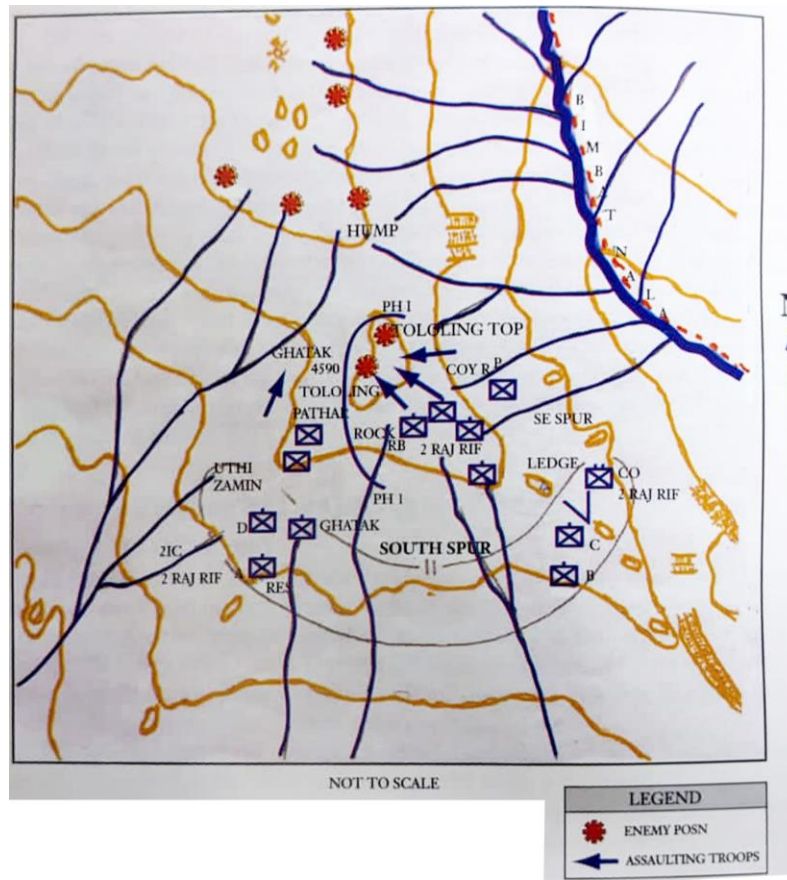 B
I
M
B
A
T
N
A
L
A
HUMP
PH I
TOLOLING TOP
GHATAK
4590
COY R P
TOLOLING
PATHAR
ROCK
RB
2 RAJ RIF
SE SPUR
UTHI
ZAMIN
LEDGE
CO
2 RAJ RIF
PH 1
D
GHATAK
SOUTH SPUR
C
2IC
2 RAJ RIF
A
RES
B
NOT TO SCALE
LEGEND
ENEMY POSN
ASSAULTING TROOPS